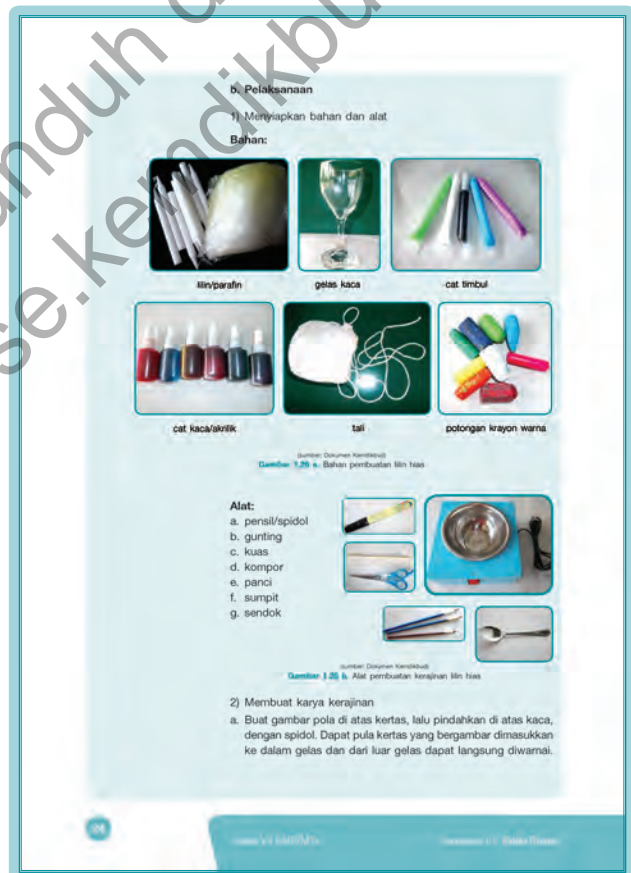 b. Pelaksanaan
1) Menyiapkan bahan dan alat
Bahan:
lilin/parafin
gelas kaca
cat timbul
cat kaca/akrilik
tali
potongan krayon warna
(sumber: Dokumen Kemdikbud)
Gambar 1.26 a. Bahan pembuatan lilin hias
Alat:
a. pensil/spidol
b. gunting
c. kuas
d. kompor
e. panci
f. sumpit
g. sendok
(sumber: Dokumen Kemdikbud)
Gambar 1.26 b. Alat pembuatan kerajinan lilin hias
2) Membuat karya kerajinan
a. Buat gambar pola di atas kertas, lalu pindahkan di atas kaca,
dengan spidol. Dapat pula kertas yang bergambar dimasukkan
ke dalam gelas dan dari luar gelas dapat langsung diwarnai.